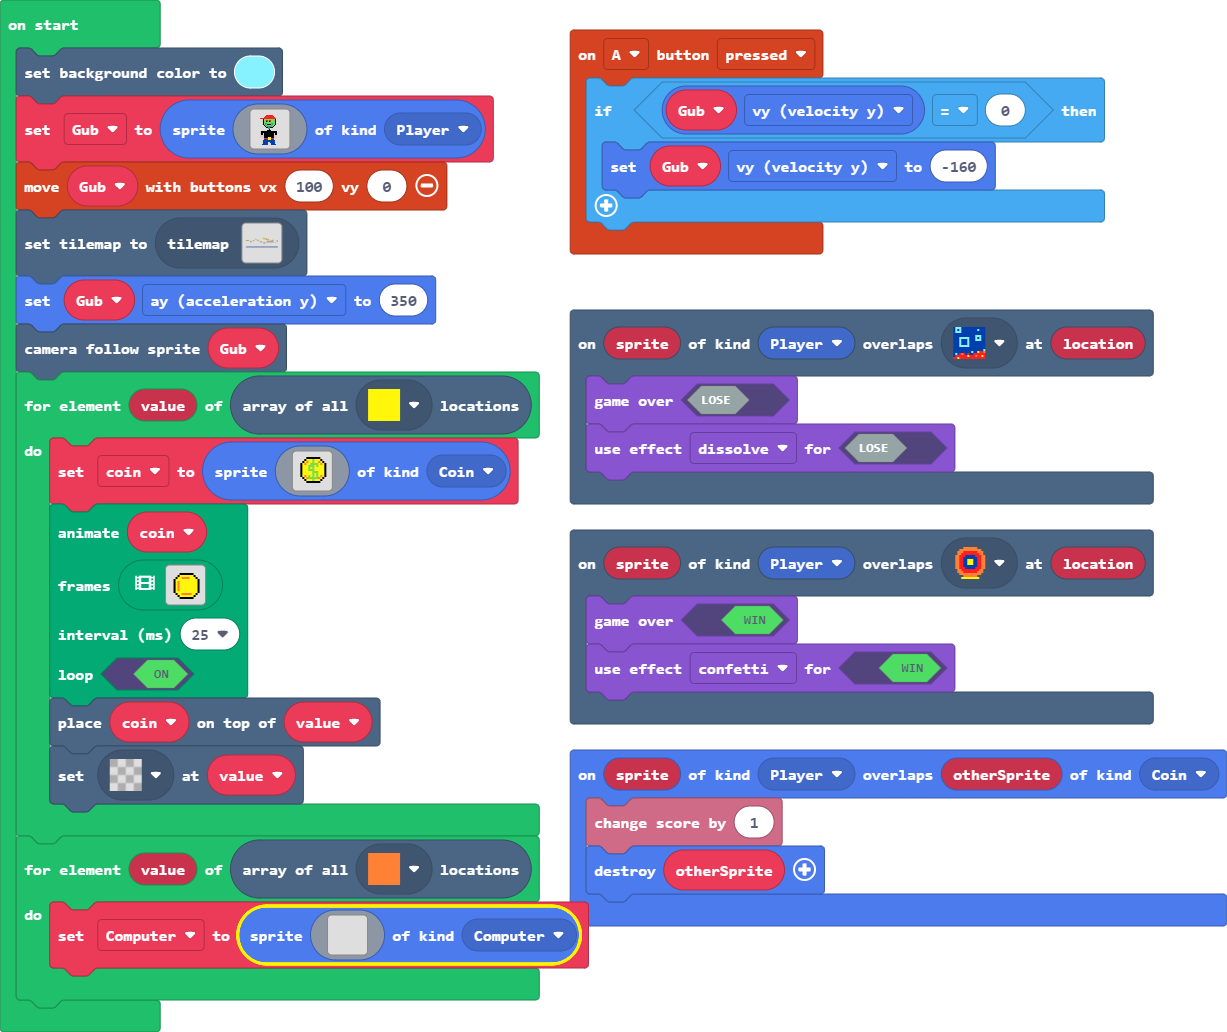 on start
set background color to
set Gub to sprite of kind Player
move Gub with buttons vx 100 vy 0
set tilemap to tilemap
set Gub ay (acceleration y) to 350
camera follow sprite Gub
for element value of array of all locations
do
set coin to sprite $ of kind Coin
animate coin
frames
interval (ms) 25
loop ON
place coin on top of value
set at value
for element value of array of all locations
do
set Computer to sprite of kind Computer
on A button pressed
if Gub vy (velocity y) = 0 then
set Gub vy (velocity y) to -160
on sprite of kind Player overlaps at location
game over LOSE
use effect dissolve for LOSE
on sprite of kind Player overlaps at location
game over WIN
use effect confetti for WIN
on sprite of kind Player overlaps otherSprite of kind Coin
change score by 1
destroy otherSprite